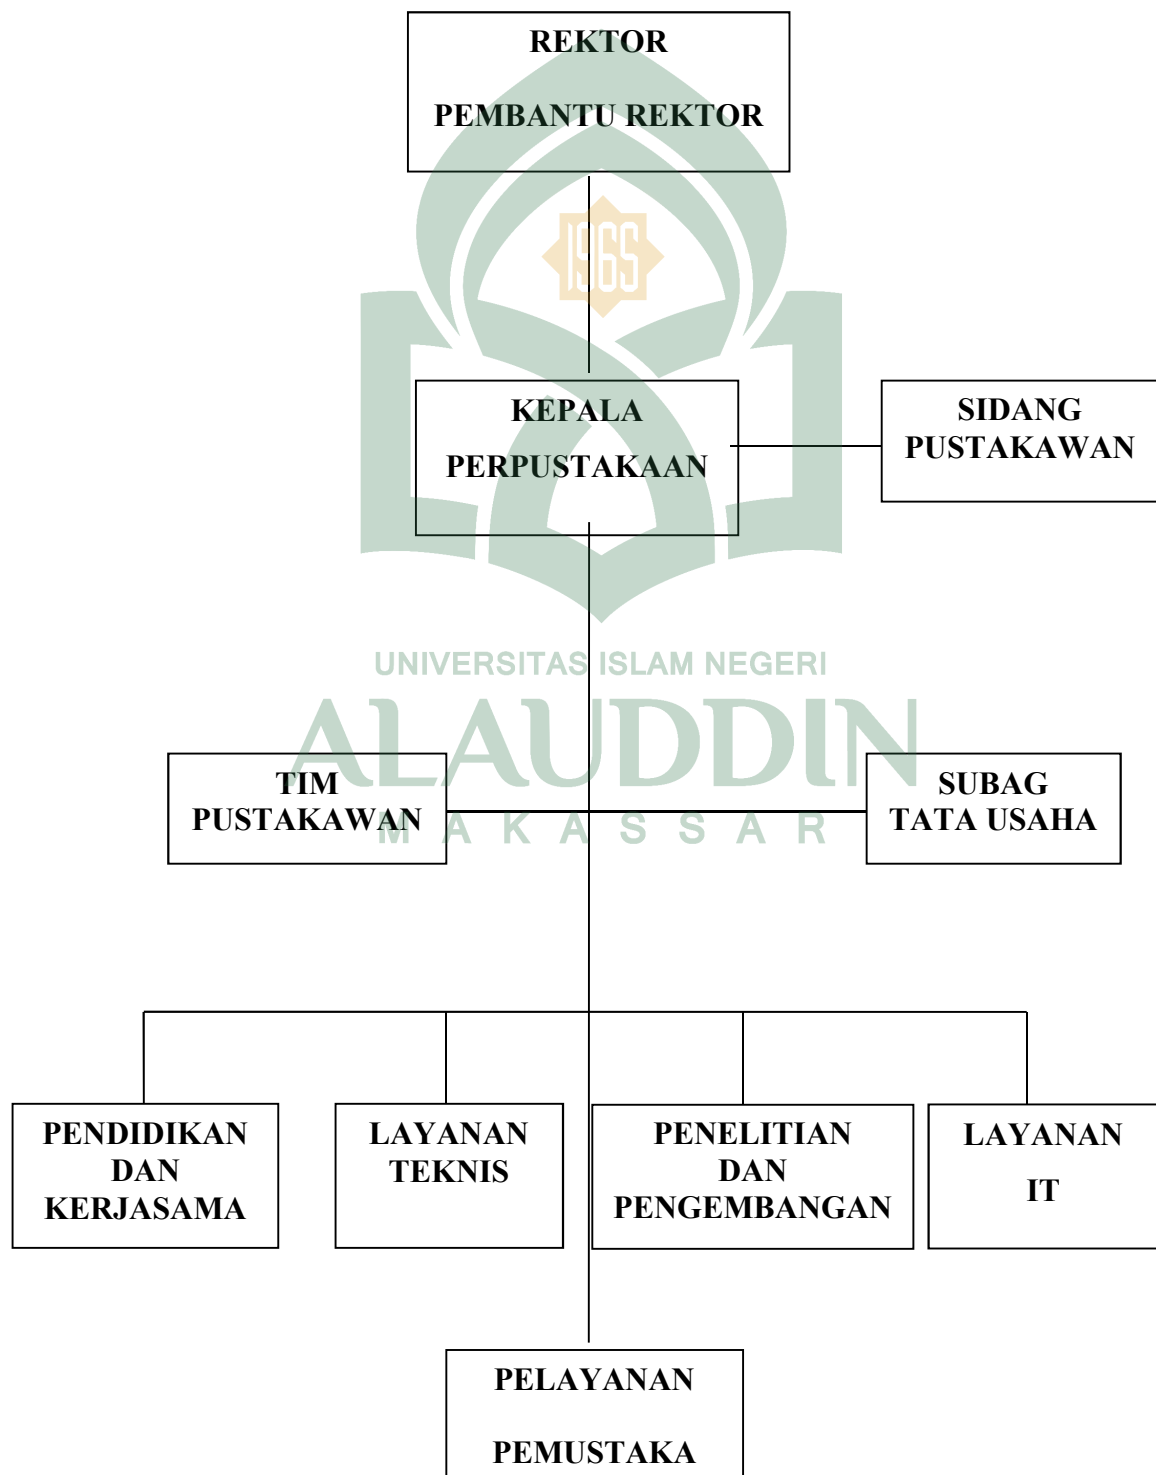 REKTOR
PEMBANTU REKTOR
1965
KEPALA
PERPUSTAKAAN
SIDANG
PUSTAKAWAN
UNIVERSITAS ISLAM NEGERI
ALAUDDIN
MAKASSAR
TIM
PUSTAKAWAN
SUBAG
TATA USAHA
PENDIDIKAN
DAN
KERJASAMA
LAYANAN
TEKNIS
PENELITIAN
DAN
PENGEMBANGAN
LAYANAN
IT
PELAYANAN
PEMUSTAKA